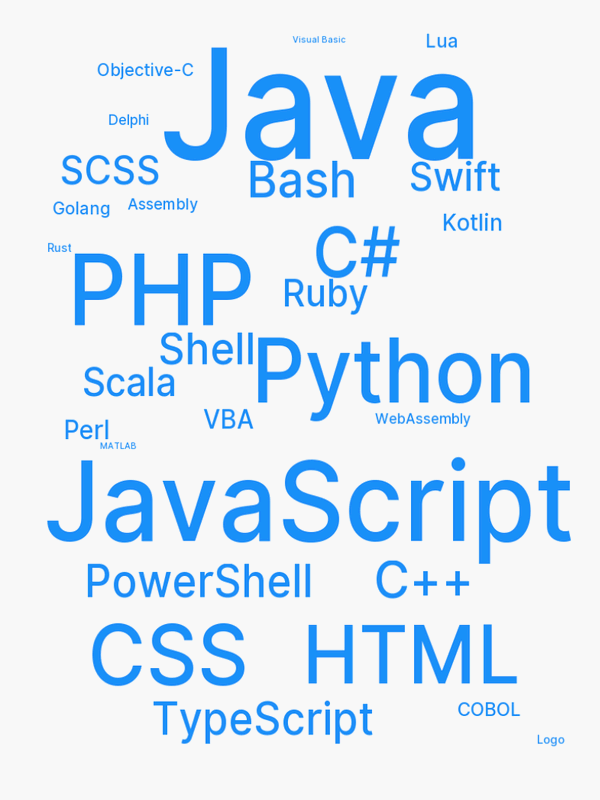 Visual Basic
Lua
Java
Objective-C
Delphi
SCSS
Bash
Swift
Golang
Assembly
Kotlin
Rust
C#
PHP
Ruby
Shell
Python
Scala
VBA
WebAssembly
Perl
MATLAB
JavaScript
PowerShell
C++
CSS
HTML
TypeScript
COBOL
Logo